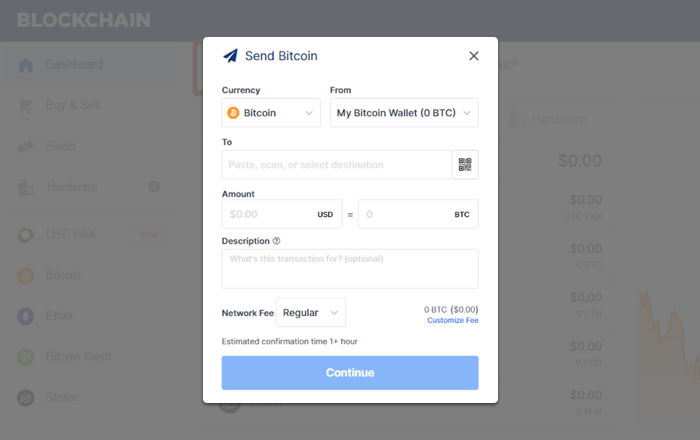 BLOCKCHAIN
Dashboard
Buy & Sell
Swap
Hardware
USD PAX NEW
Bitcoin
Ether
Bitcoin Cash
Stellar
Send Bitcoin
Currency From
Bitcoin My Bitcoin Wallet (0 BTC)
To
Paste, scan, or select destination
Amount
$0.00 USD = 0 BTC
Description
What's this transaction for? (optional)
Network Fee Regular 0 BTC ($0.00)
Customize Fee
Estimated confirmation time 1+ hour
Continue
Hardware
$0.00
$0.00
0.00 PAX
$0.00
0 BTC
$0.00
0 ETH
$0.00
0 BCH
$0.00
0 XLM